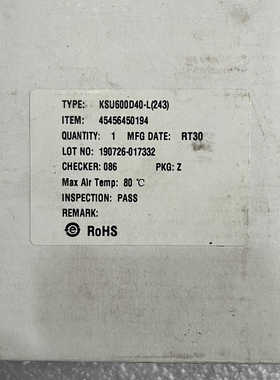 TYPE: KSU600D40-L(243)
ITEM: 45456450194
QUANTITY: 1 MFG DATE: RT30
LOT NO: 190726-017332
CHECKER: 086 PKG: Z
Max Air Temp: 80 ℃
INSPECTION: PASS
REMARK:
e RoHS